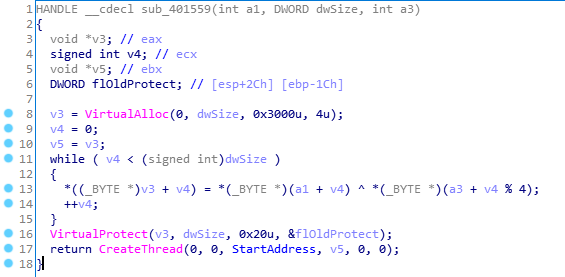 1 HANDLE __cdecl sub_401559(int a1, DWORD dwSize, int a3)
2 {
3   void *v3; // eax
4   signed int v4; // ecx
5   void *v5; // ebx
6   DWORD flOldProtect; // [esp+2Ch] [ebp-1Ch]
7
8   v3 = VirtualAlloc(0, dwSize, 0x3000u, 4u);
9   v4 = 0;
10   v5 = v3;
11   while ( v4 < (signed int)dwSize )
12   {
13     *((_BYTE *)v3 + v4) = *(_BYTE *)(a1 + v4) ^ *(_BYTE *)(a3 + v4 % 4);
14     ++v4;
15   }
16   VirtualProtect(v3, dwSize, 0x20u, &flOldProtect);
17   return CreateThread(0, 0, StartAddress, v5, 0, 0);
18 }